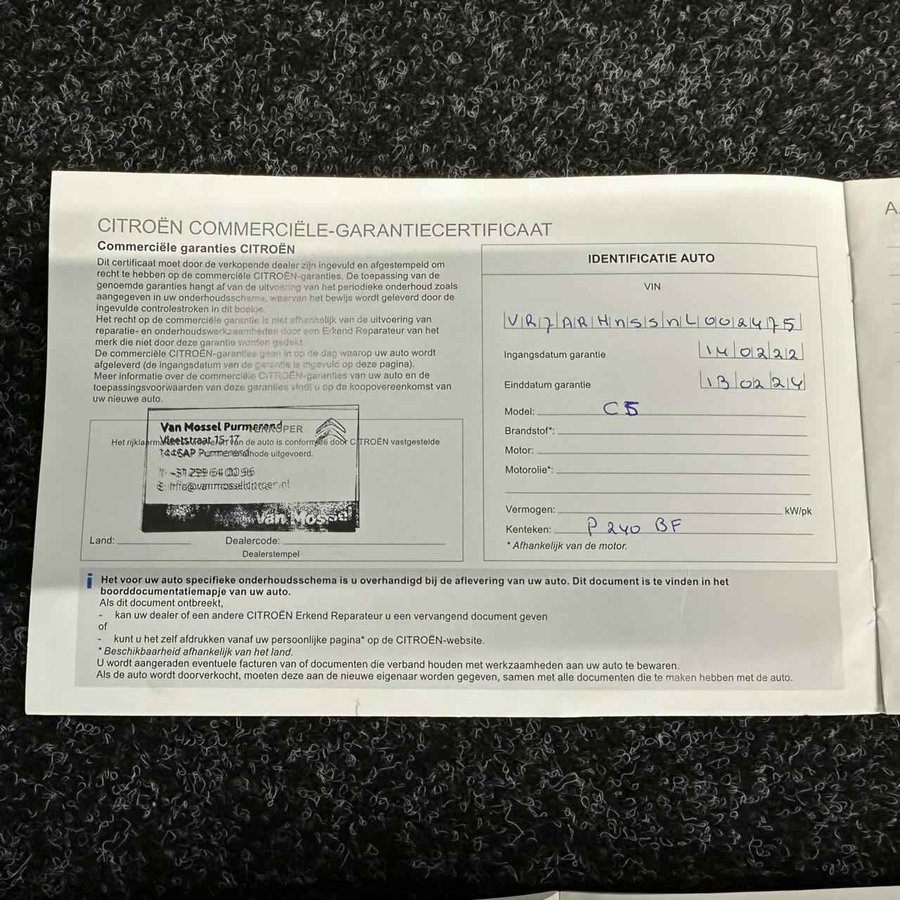 CITROËN COMMERCIËLE-GARANTIECERTIFICAAT
Commerciële garanties CITROËN
Dit certificaat moet door de verkopende dealer zijn ingevuld en afgestempeld om
recht te hebben op de commerciële CITROËN-garanties. De toepassing van de
genoemde garanties hangt af van de uitvoering van het periodieke onderhoud zoals
aangegeven in uw onderhoudsschema, waarvan het bewijs wordt geleverd door de
ingevulde controlestroken in dit boekje.
Het recht op de commerciële garantie is niet afhankelijk van de uitvoering van
reparatie- en onderhoudswerkzaamheden door een Erkend Reparateur van het
merk die niet door deze garantie worden gedekt.
De commerciële CITROËN-garanties gaan in op de dag waarop uw auto wordt
afgeleverd (de ingangsdatum van de garantie is ingevuld op deze pagina).
Meer informatie over de commerciële CITROËN-garanties van uw auto en de
toepassingsvoorwaarden van deze garanties vindt u op de koopovereenkomst van
uw nieuwe auto.
Van Mossel Purmerend
Vleetstraat 15-17
Het van de auto is conform de door CITROËN vastgestelde
1446AP Purmerend uitgevoerd.
Van Mossel
Land:
Dealercode:
Dealerstempel
IDENTIFICATIE AUTO
VIN
VR7ARHNSSNL002475
Ingangsdatum garantie 140222
Einddatum garantie 130224
Model: C5
Brandstof*:
Motor:
Motorolie*:
Vermogen: kW/pk
Kenteken: P 240 BF
* Afhankelijk van de motor.
i Het voor uw auto specifieke onderhoudsschema is u overhandigd bij de aflevering van uw auto. Dit document is te vinden in het
boorddocumentatiemapje van uw auto.
Als dit document ontbreekt,
- kan uw dealer of een andere CITROËN Erkend Reparateur u een vervangend document geven
of
- kunt u het zelf afdrukken vanaf uw persoonlijke pagina* op de CITROËN-website.
* Beschikbaarheid afhankelijk van het land.
U wordt aangeraden eventuele facturen van of documenten die verband houden met werkzaamheden aan uw auto te bewaren.
Als de auto wordt doorverkocht, moeten deze aan de nieuwe eigenaar worden gegeven, samen met alle documenten die te maken hebben met de auto.